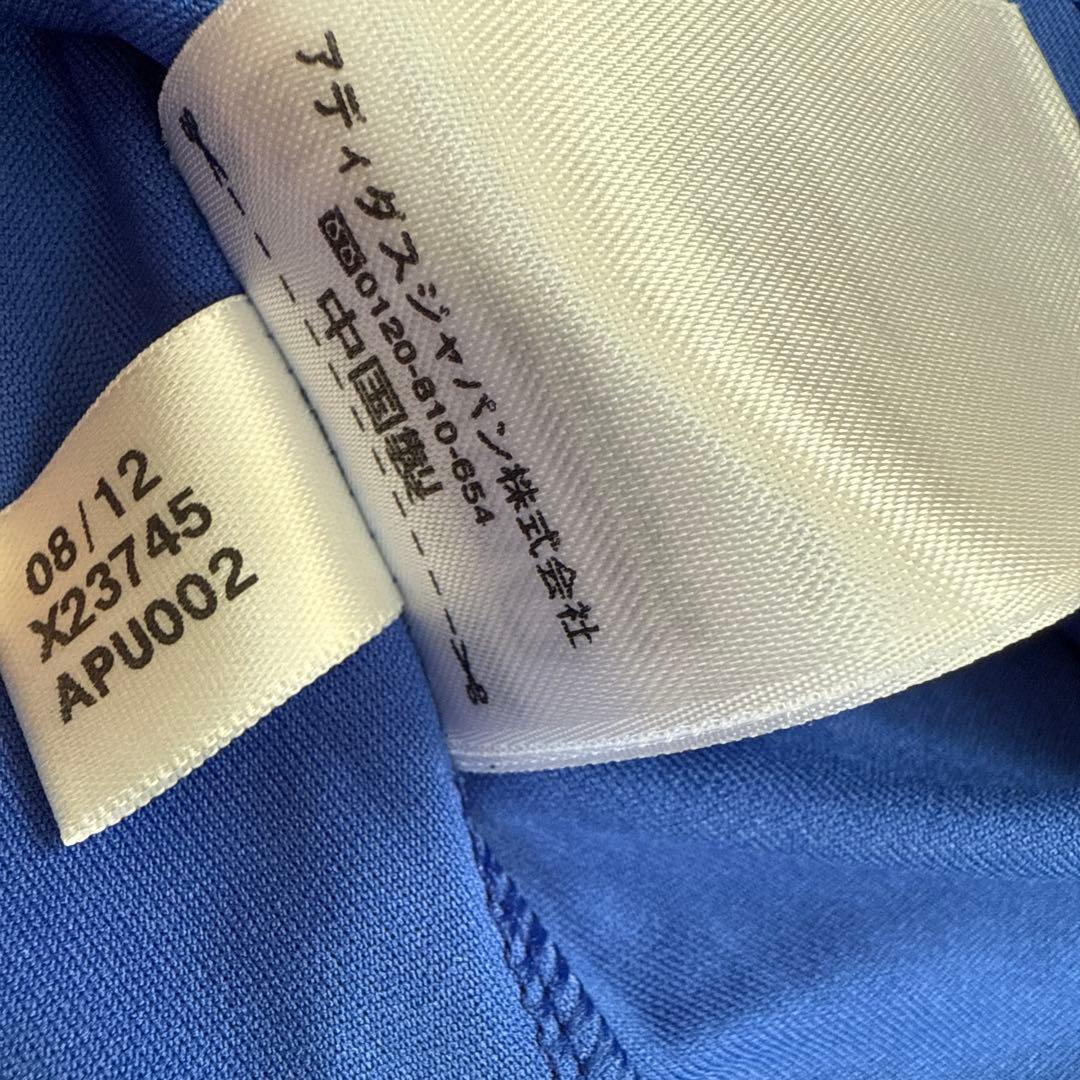 アディダスジャパン株式会社
0120-810-654
中国製
08/12
X23745
APU002